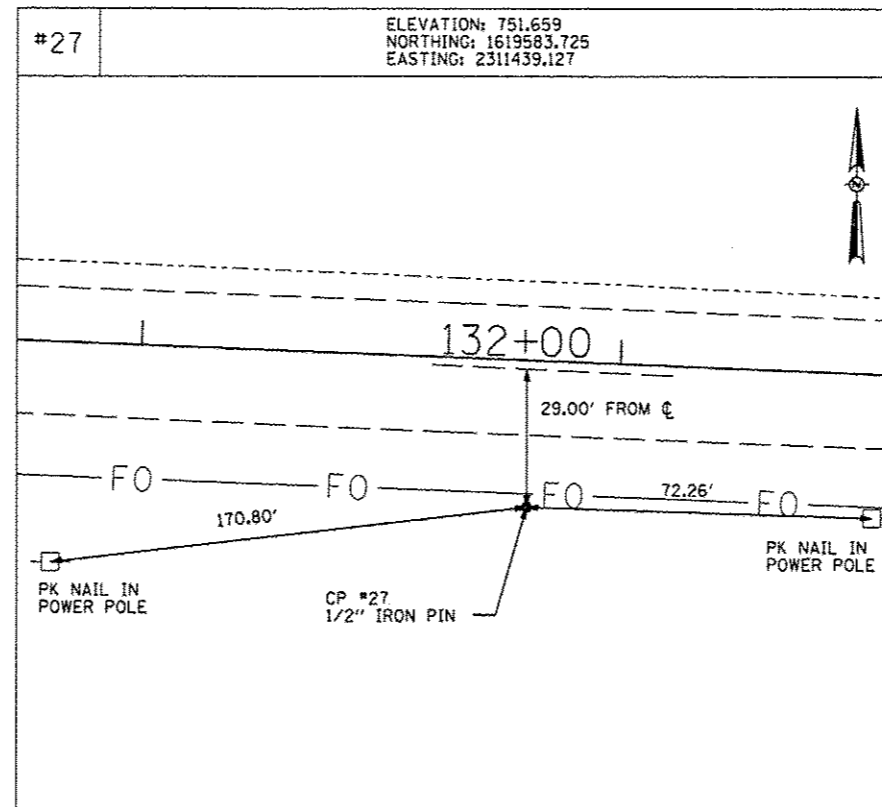 #27
ELEVATION: 751.659
NORTHING: 1619583.725
EASTING: 2311439.127
N
132+00
29.00' FROM ℄
FO FO FO FO
72.26'
170.80'
PK NAIL IN
POWER POLE
PK NAIL IN
POWER POLE
CP #27
1/2" IRON PIN